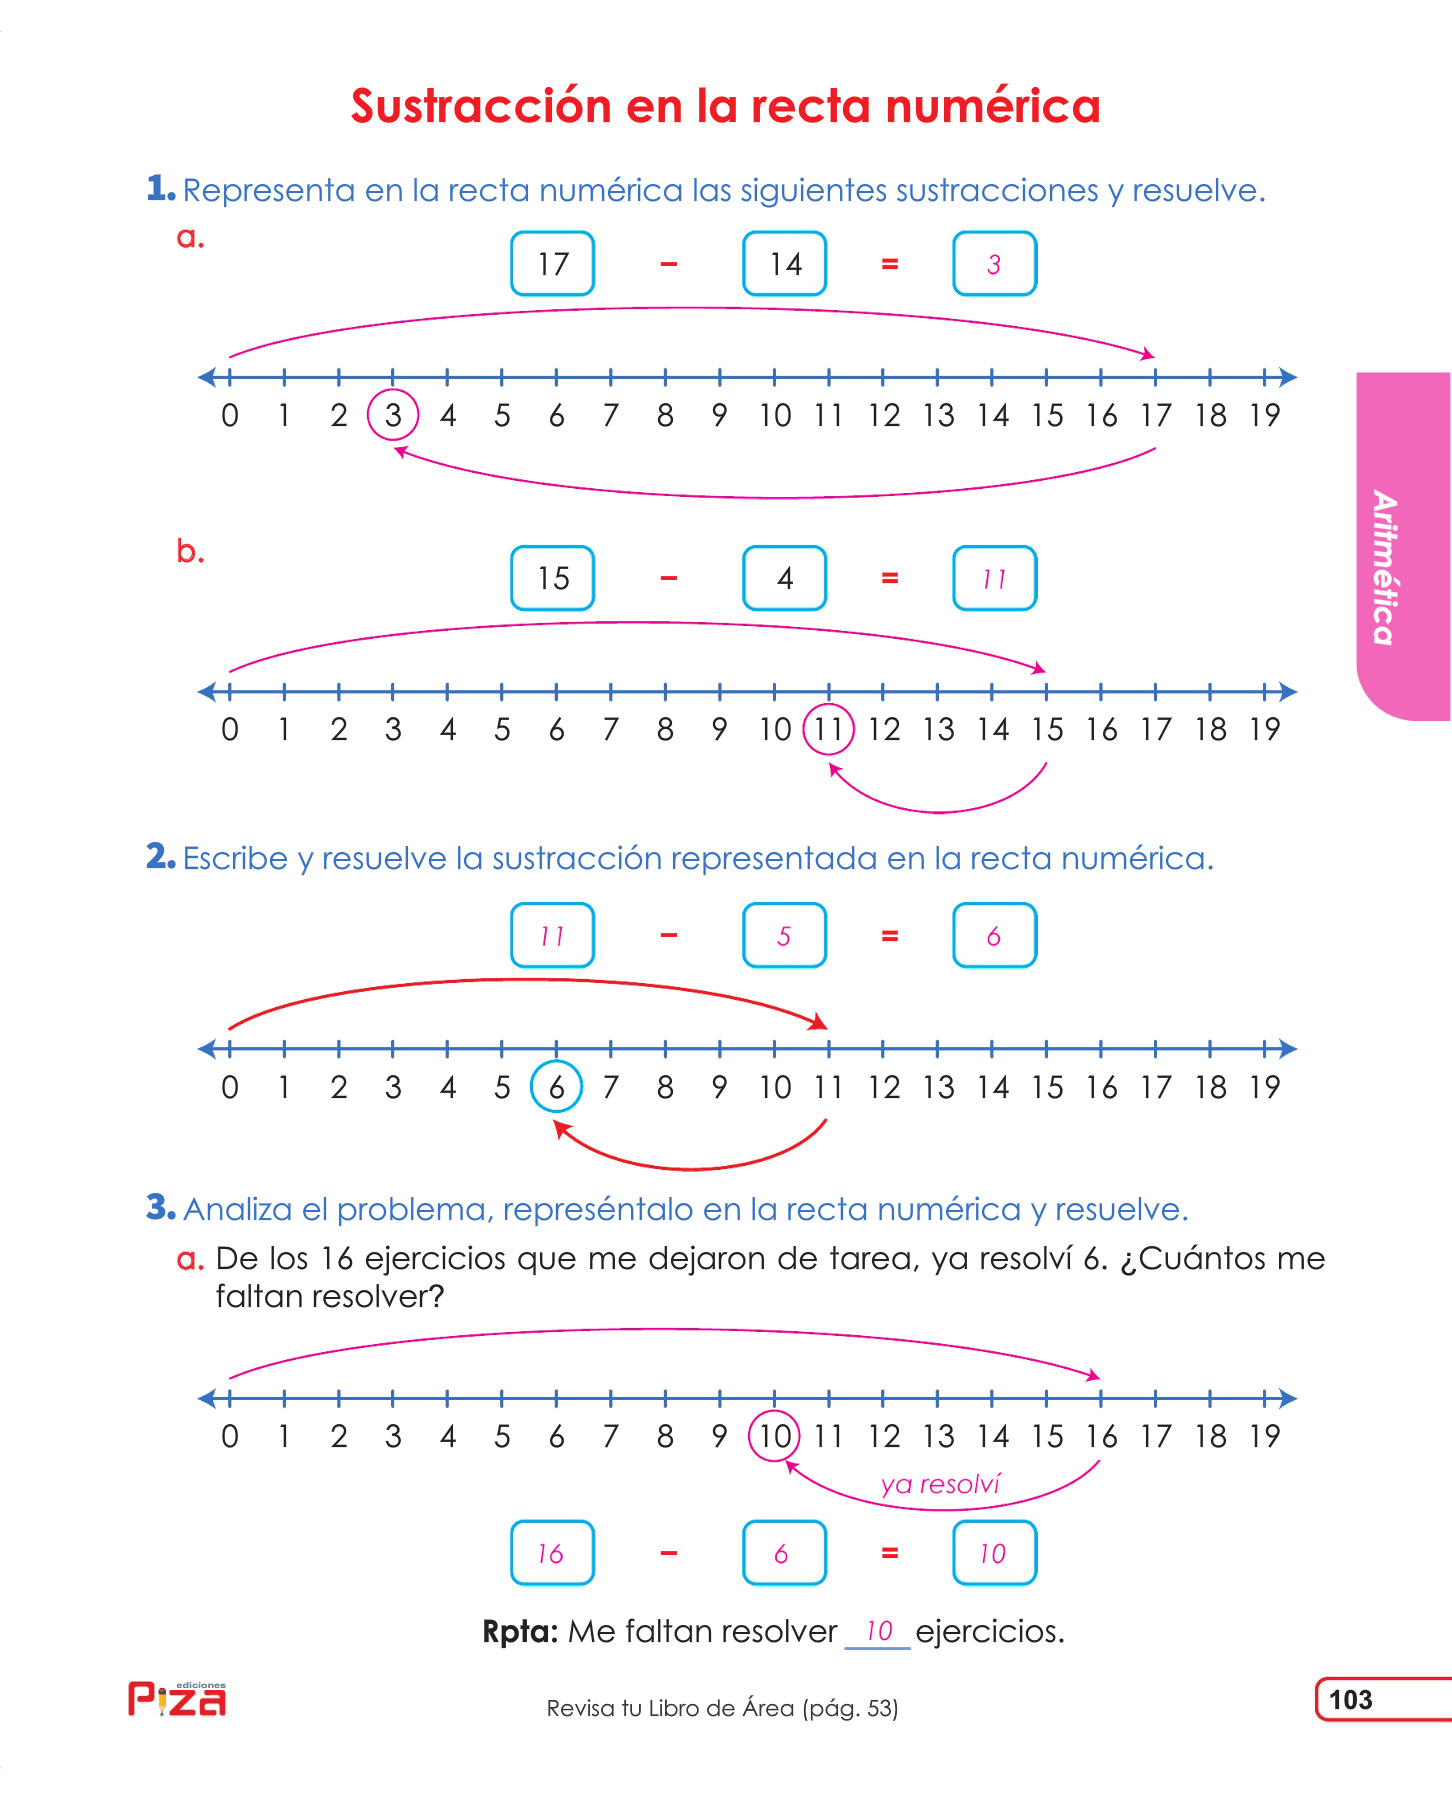 Sustracción en la recta numérica
1. Representa en la recta numérica las siguientes sustracciones y resuelve.
a.
17 – 14 = 3
0 1 2 3 4 5 6 7 8 9 10 11 12 13 14 15 16 17 18 19
b.
15 – 4 = 11
0 1 2 3 4 5 6 7 8 9 10 11 12 13 14 15 16 17 18 19
Aritmética
2. Escribe y resuelve la sustracción representada en la recta numérica.
11 – 5 = 6
0 1 2 3 4 5 6 7 8 9 10 11 12 13 14 15 16 17 18 19
3. Analiza el problema, represéntalo en la recta numérica y resuelve.
a. De los 16 ejercicios que me dejaron de tarea, ya resolví 6. ¿Cuántos me
faltan resolver?
0 1 2 3 4 5 6 7 8 9 10 11 12 13 14 15 16 17 18 19
ya resolví
16 – 6 = 10
Rpta: Me faltan resolver 10 ejercicios.
ediciones
Piza
Revisa tu Libro de Área (pág. 53)
103